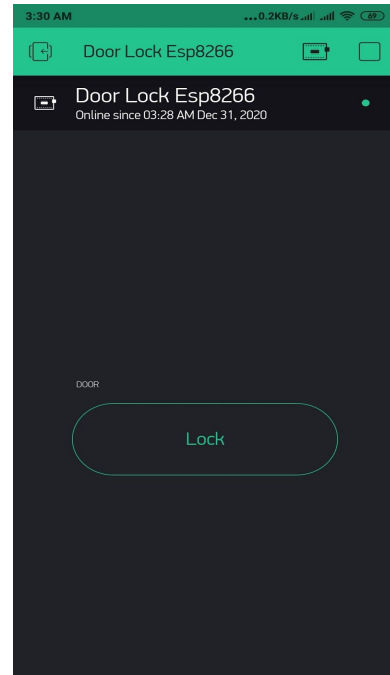 3:30 AM ...0.2KB/s 69
Door Lock Esp8266
Door Lock Esp8266
Online since 03:28 AM Dec 31, 2020
DOOR
Lock